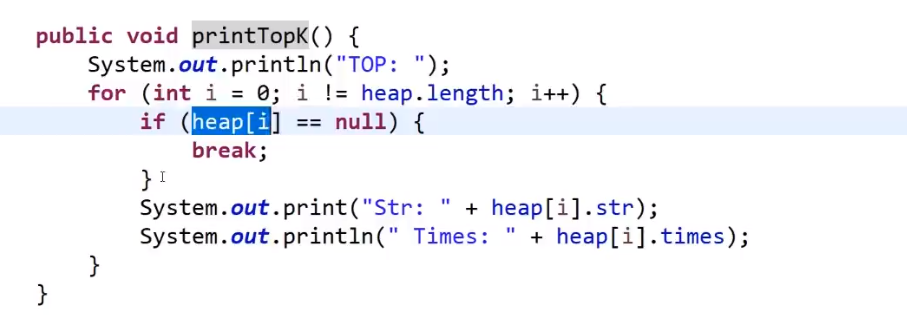 public void printTopK() {
    System.out.println("TOP: ");
    for (int i = 0; i != heap.length; i++) {
        if (heap[i] == null) {
            break;
        }
        System.out.print("Str: " + heap[i].str);
        System.out.println(" Times: " + heap[i].times);
    }
}